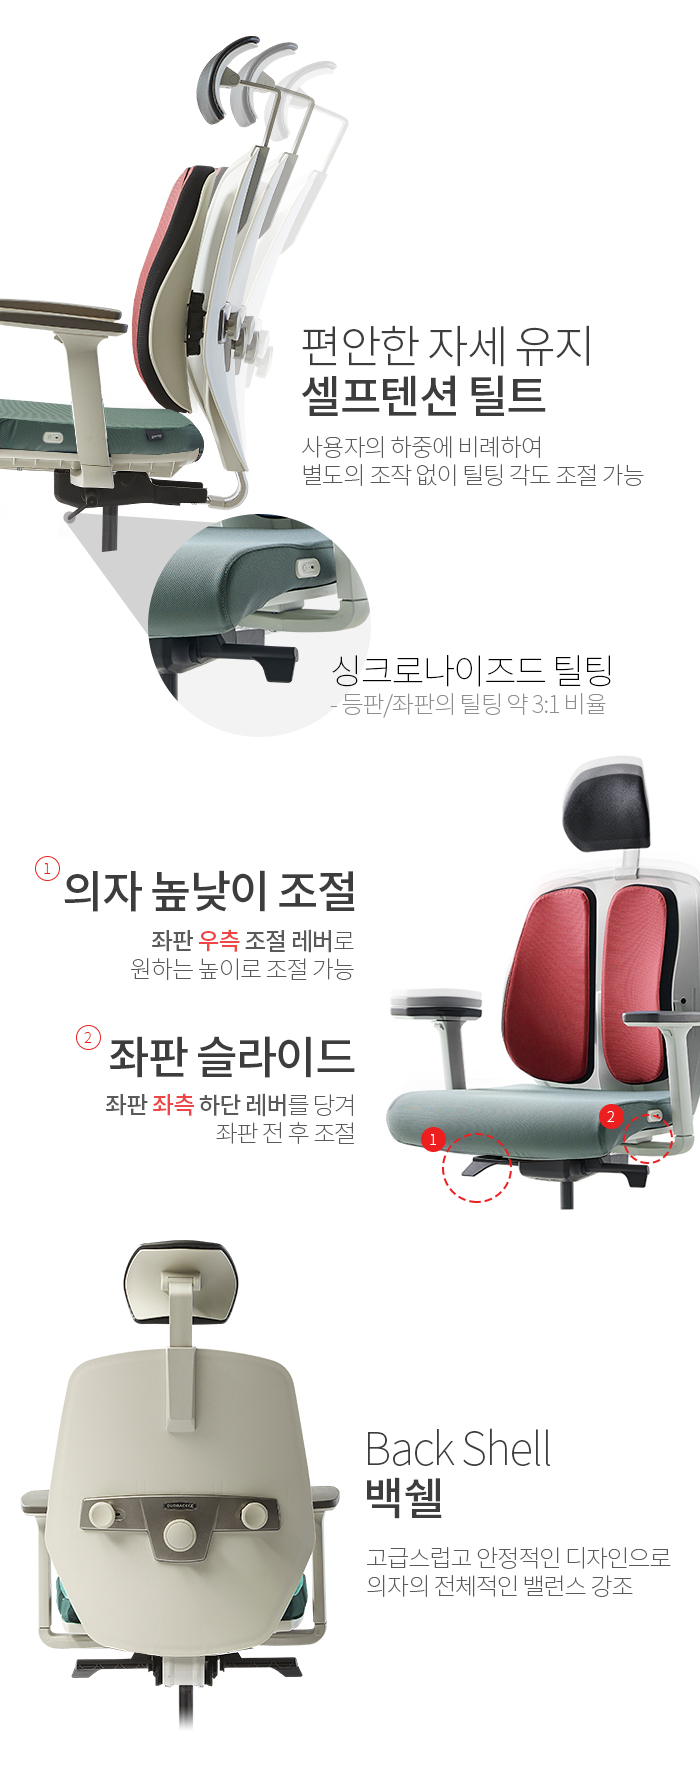 편안한 자세 유지
셀프텐션 틸트
사용자의 하중에 비례하여
별도의 조작 없이 틸팅 각도 조절 가능
싱크로나이즈드 틸팅
- 등판/좌판의 틸팅 약 3:1 비율
1
의자 높낮이 조절
좌판 우측 조절 레버로
원하는 높이로 조절 가능
2
좌판 슬라이드
좌판 좌측 하단 레버를 당겨
좌판 전 후 조절
1
2
Back Shell
백쉘
고급스럽고 안정적인 디자인으로
의자의 전체적인 밸런스 강조